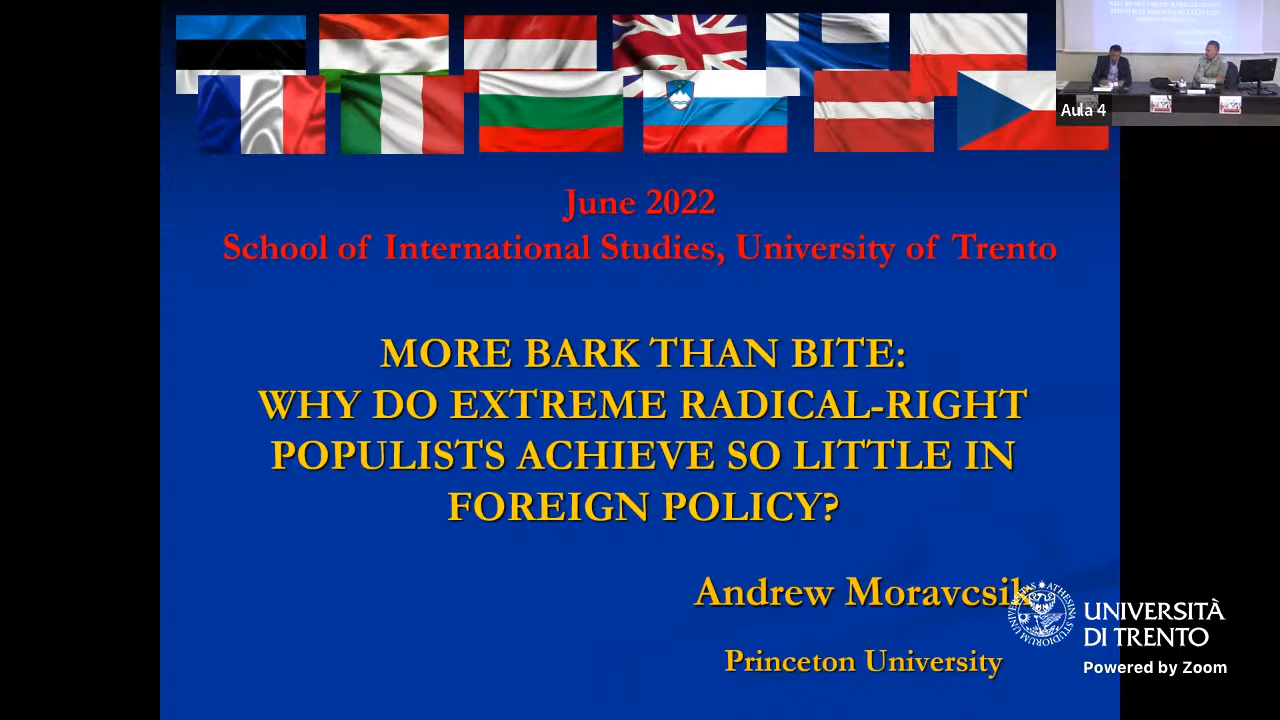 Aula 4
June 2022
School of International Studies, University of Trento
MORE BARK THAN BITE:
WHY DO EXTREME RADICAL-RIGHT
POPULISTS ACHIEVE SO LITTLE IN
FOREIGN POLICY?
Andrew Moravcsik
Princeton University
UNIVERSITÀ
DI TRENTO
Powered by Zoom